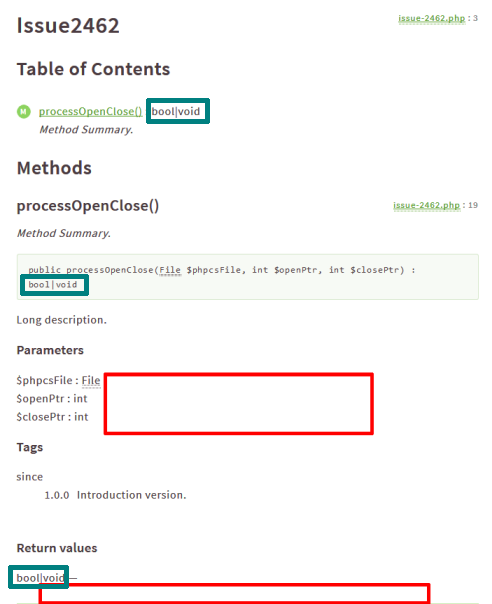 Issue2462
issue-2462.php : 3
Table of Contents
M processOpenClose() bool|void
Method Summary.
Methods
processOpenClose()
issue-2462.php : 19
Method Summary.
public processOpenClose(File $phpcsFile, int $openPtr, int $closePtr) :
bool|void
Long description.
Parameters
$phpcsFile : File
$openPtr : int
$closePtr : int
Tags
since
1.0.0 Introduction version.
Return values
bool|void —